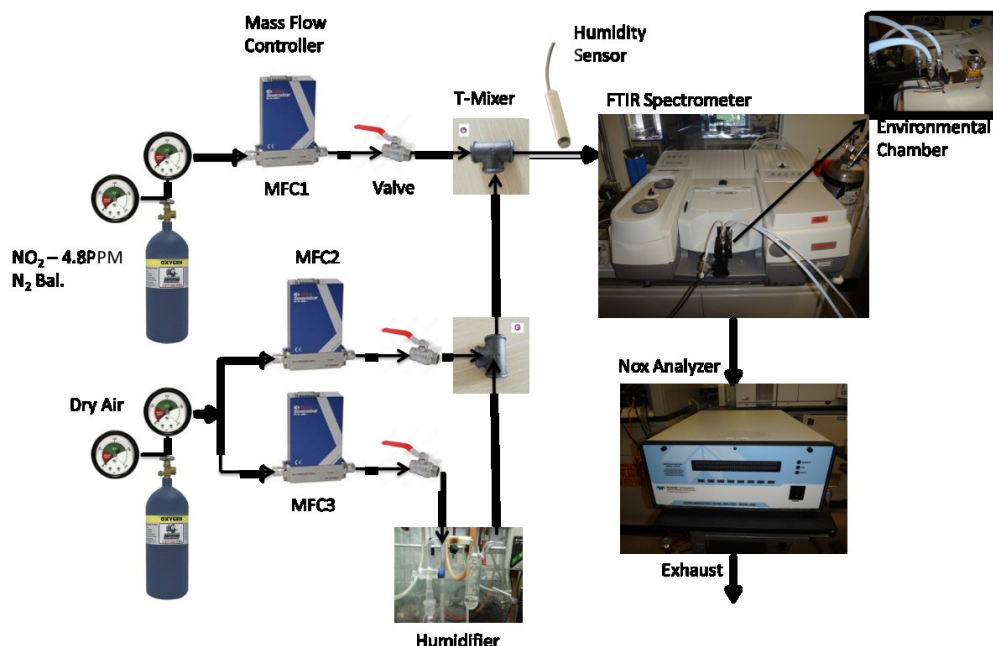 Mass Flow
Controller
Humidity
Sensor
T-Mixer
FTIR Spectrometer
Environmental
Chamber
MFC1
Valve
NO₂ – 4.8PPM
N₂ Bal.
OXYGEN
MFC2
Nox Analyzer
Dry Air
MFC3
OXYGEN
Exhaust
Humidifier